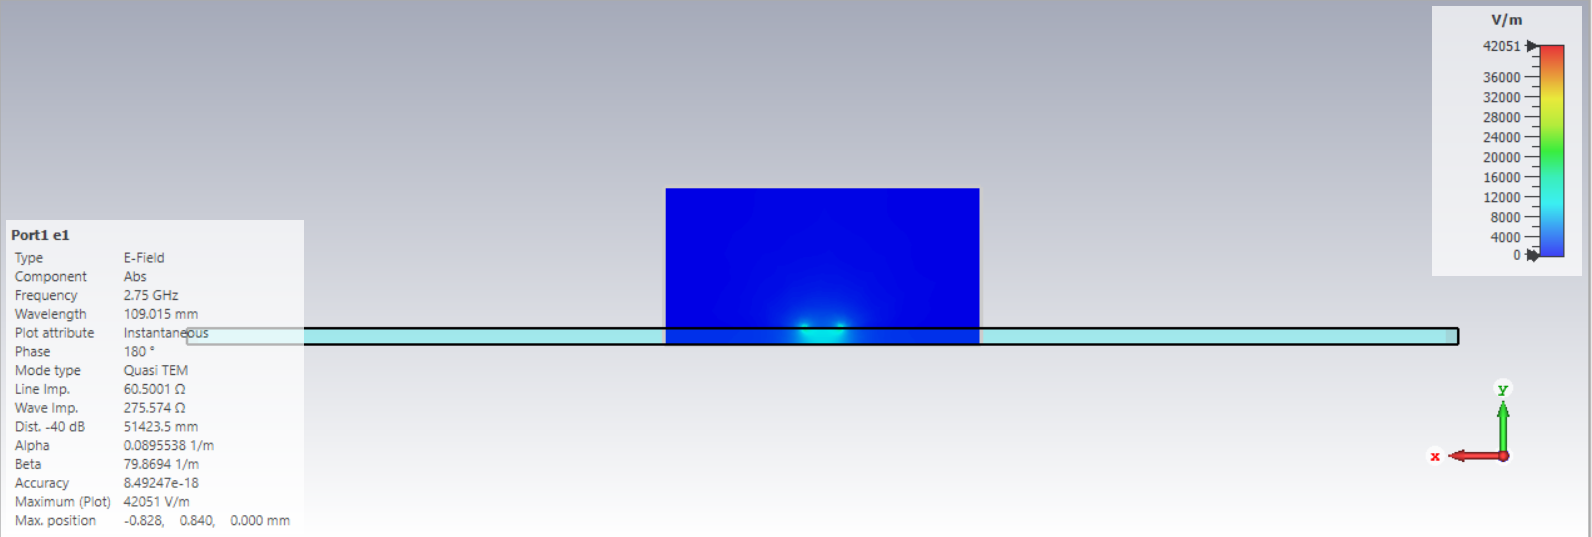 V/m
42051
36000
32000
28000
24000
20000
16000
12000
8000
4000
0
Port1 e1
Type E-Field
Component Abs
Frequency 2.75 GHz
Wavelength 109.015 mm
Plot attribute Instantaneous
Phase 180 °
Mode type Quasi TEM
Line Imp. 60.5001 Ω
Wave Imp. 275.574 Ω
Dist. -40 dB 51423.5 mm
Alpha 0.0895538 1/m
Beta 79.8694 1/m
Accuracy 8.49247e-18
Maximum (Plot) 42051 V/m
Max. position -0.828, 0.840, 0.000 mm
y
x